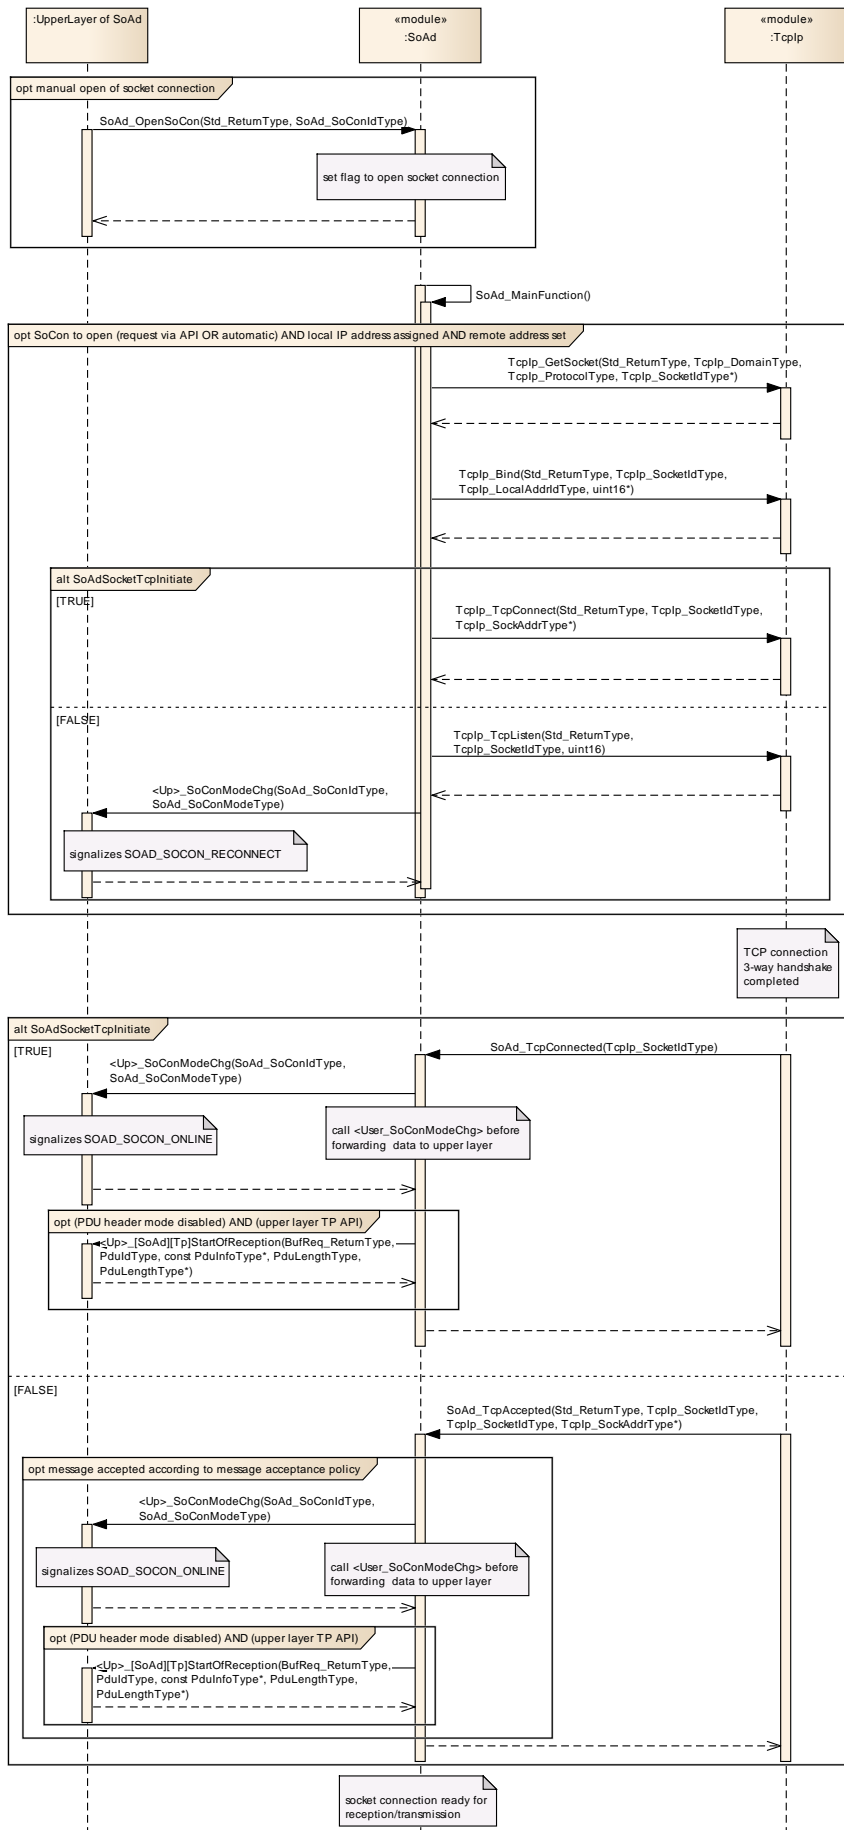 :UpperLayer of SoAd
«module»
:SoAd
«module»
:TcpIp
opt manual open of socket connection
SoAd_OpenSoCon(Std_ReturnType, SoAd_SoConIdType)
set flag to open socket connection
SoAd_MainFunction()
opt SoCon to open (request via API OR automatic) AND local IP address assigned AND remote address set
TcpIp_GetSocket(Std_ReturnType, TcpIp_DomainType,
TcpIp_ProtocolType, TcpIp_SocketIdType*)
TcpIp_Bind(Std_ReturnType, TcpIp_SocketIdType,
TcpIp_LocalAddrIdType, uint16*)
alt SoAdSocketTcpInitiate
[TRUE]
TcpIp_TcpConnect(Std_ReturnType, TcpIp_SocketIdType,
TcpIp_SockAddrType*)
[FALSE]
TcpIp_TcpListen(Std_ReturnType,
TcpIp_SocketIdType, uint16)
<Up>_SoConModeChg(SoAd_SoConIdType,
SoAd_SoConModeType)
signalizes SOAD_SOCON_RECONNECT
TCP connection
3-way handshake
completed
alt SoAdSocketTcpInitiate
[TRUE]
SoAd_TcpConnected(TcpIp_SocketIdType)
<Up>_SoConModeChg(SoAd_SoConIdType,
SoAd_SoConModeType)
signalizes SOAD_SOCON_ONLINE
call <User_SoConModeChg> before
forwarding  data to upper layer
opt (PDU header mode disabled) AND (upper layer TP API)
<Up>_[SoAd][Tp]StartOfReception(BufReq_ReturnType,
PduIdType, const PduInfoType*, PduLengthType,
PduLengthType*)
[FALSE]
SoAd_TcpAccepted(Std_ReturnType, TcpIp_SocketIdType,
TcpIp_SocketIdType, TcpIp_SockAddrType*)
opt message accepted according to message acceptance policy
<Up>_SoConModeChg(SoAd_SoConIdType,
SoAd_SoConModeType)
signalizes SOAD_SOCON_ONLINE
call <User_SoConModeChg> before
forwarding  data to upper layer
opt (PDU header mode disabled) AND (upper layer TP API)
<Up>_[SoAd][Tp]StartOfReception(BufReq_ReturnType,
PduIdType, const PduInfoType*, PduLengthType,
PduLengthType*)
socket connection ready for
reception/transmission